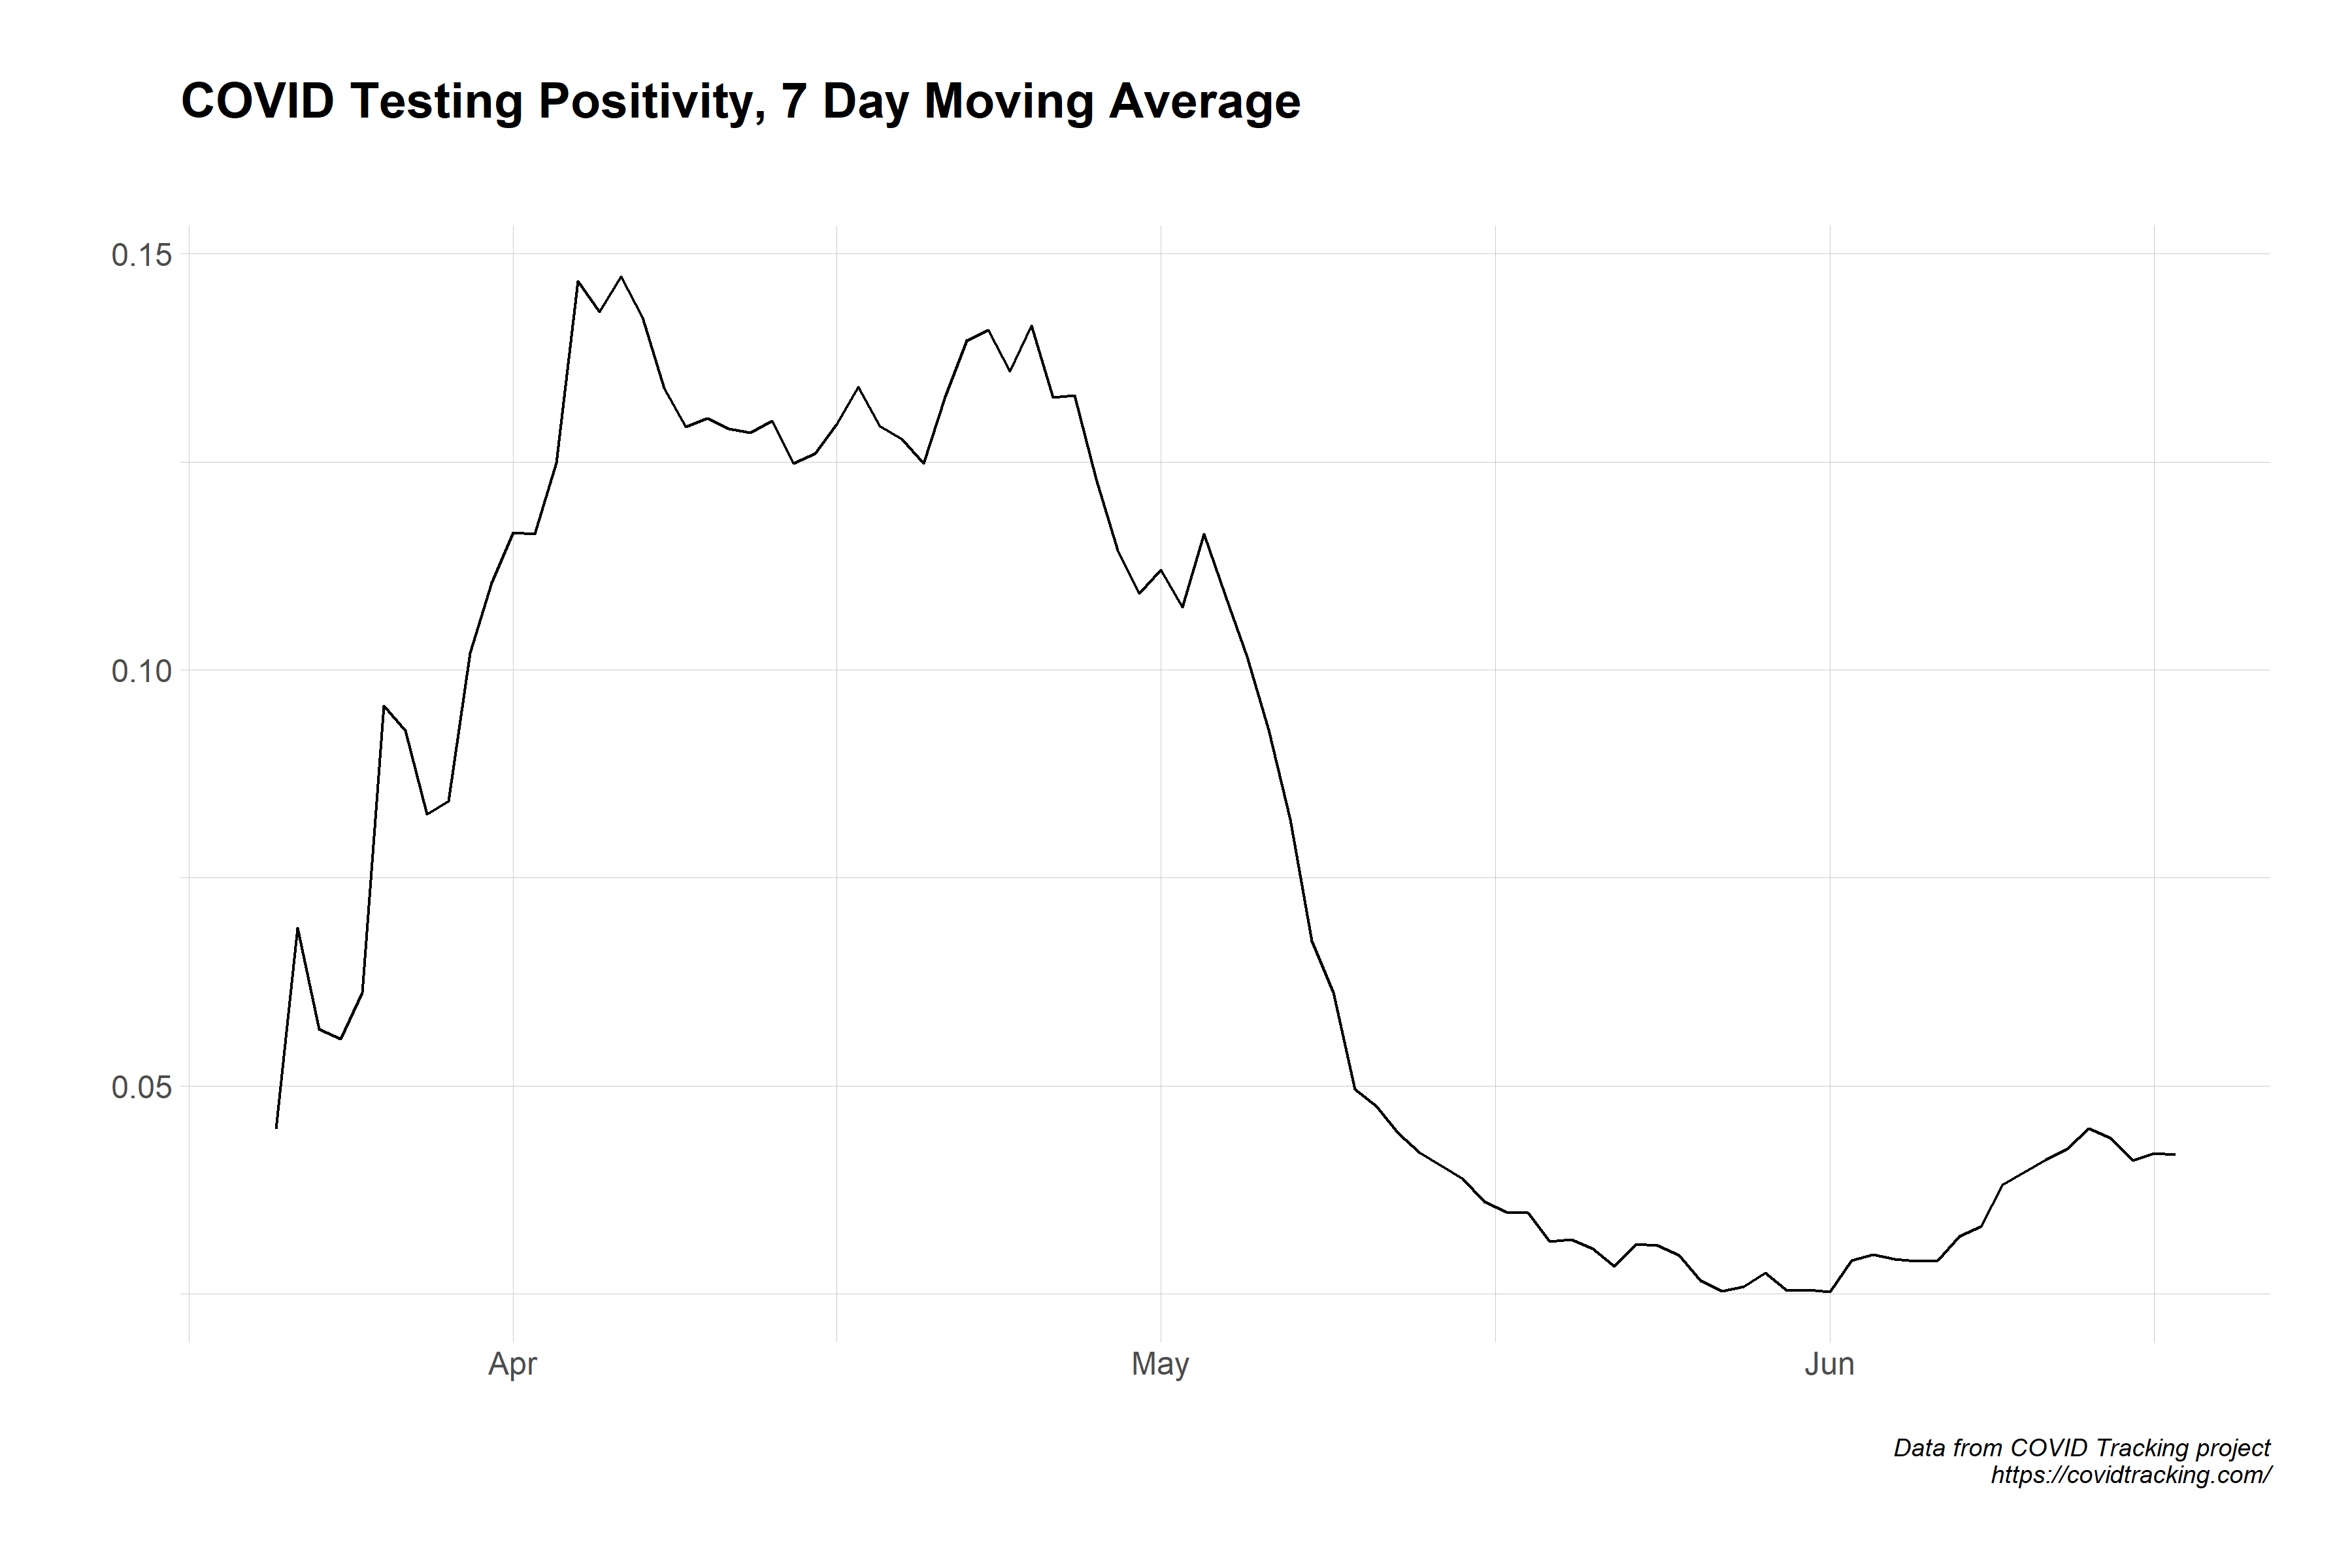 COVID Testing Positivity, 7 Day Moving Average
0.15
0.10
0.05
Apr May Jun
Data from COVID Tracking project
https://covidtracking.com/